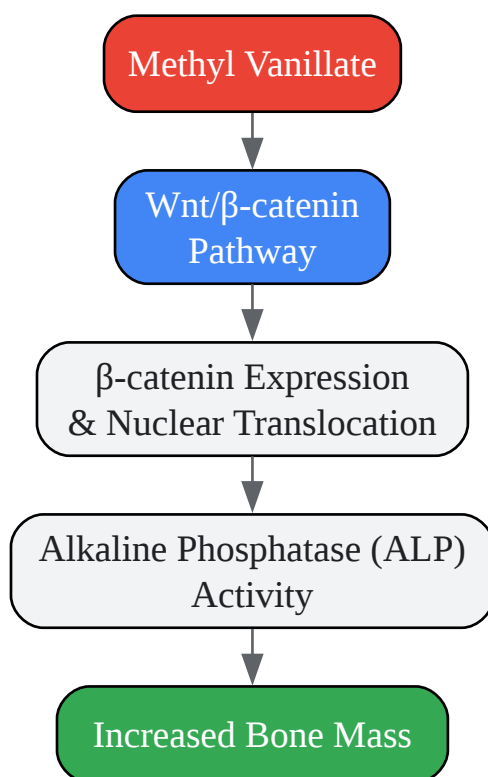 Methyl Vanillate
Wnt/β-catenin
Pathway
β-catenin Expression
& Nuclear Translocation
Alkaline Phosphatase (ALP)
Activity
Increased Bone Mass